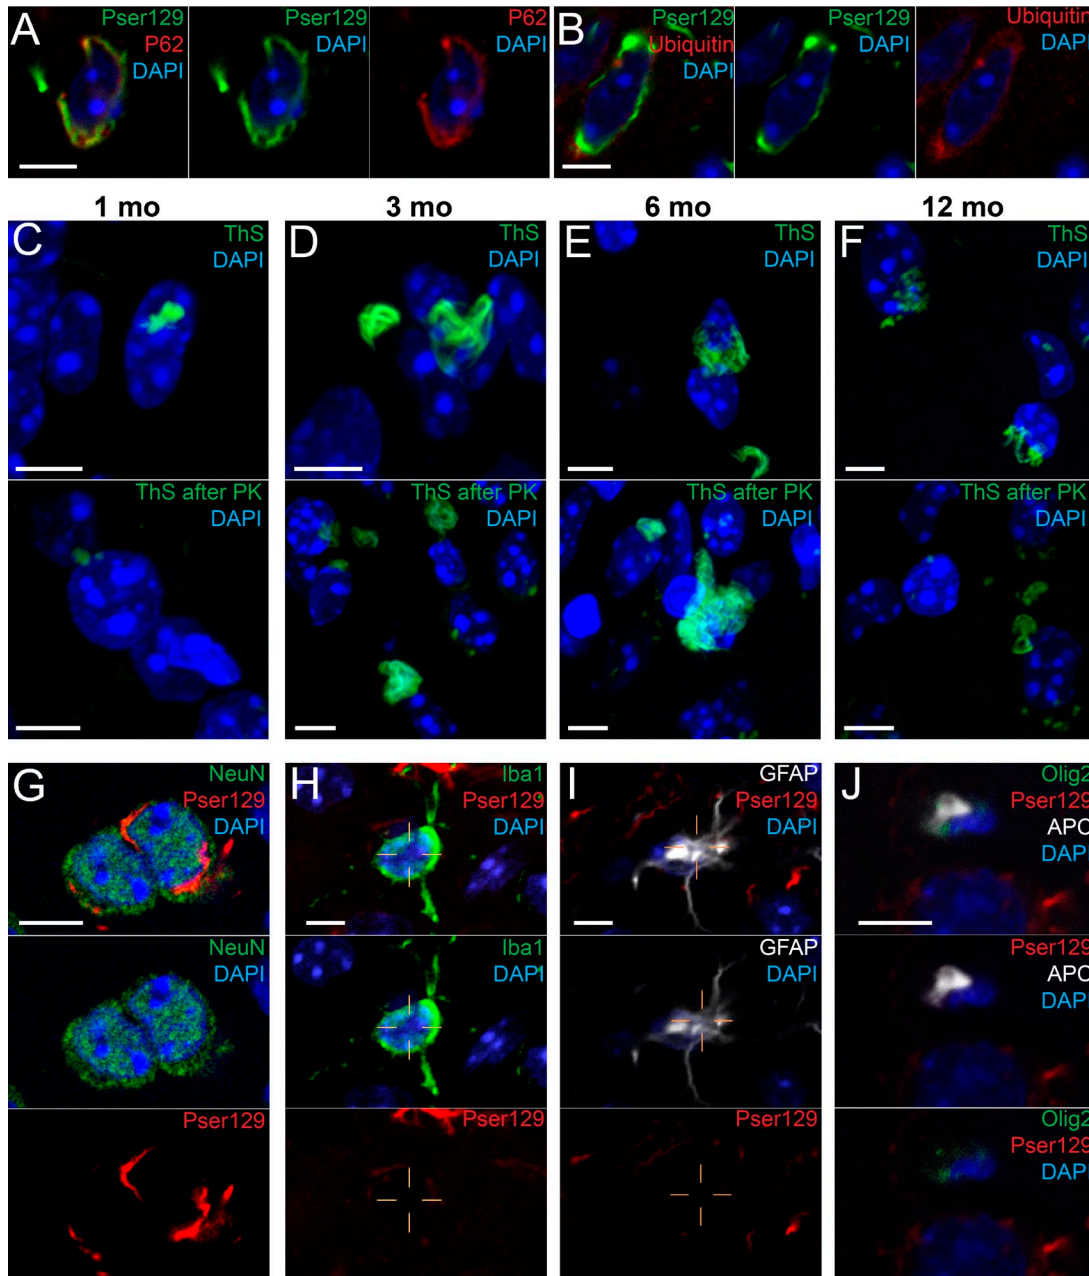 A
Pser129
P62
DAPI
Pser129
DAPI
P62
DAPI
B
Pser129
Ubiquitin
DAPI
Pser129
DAPI
Ubiquitin
DAPI
1 mo
3 mo
6 mo
12 mo
C
ThS
DAPI
D
ThS
DAPI
E
ThS
DAPI
F
ThS
DAPI
ThS after PK
DAPI
ThS after PK
DAPI
ThS after PK
DAPI
ThS after PK
DAPI
G
NeuN
Pser129
DAPI
H
Iba1
Pser129
DAPI
I
GFAP
Pser129
DAPI
J
Olig2
Pser129
APC
DAPI
NeuN
DAPI
Iba1
DAPI
GFAP
DAPI
Pser129
APC
DAPI
Pser129
Pser129
Pser129
Olig2
Pser129
DAPI